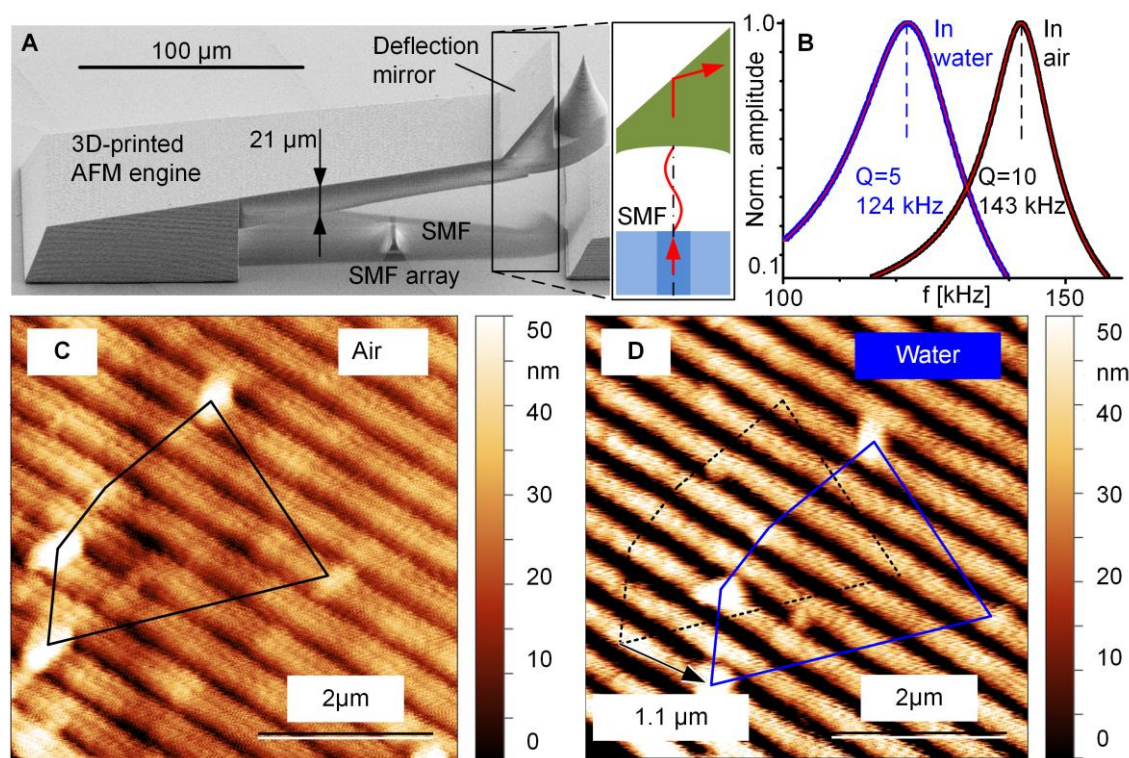 A
100 µm
Deflection
mirror
3D-printed
AFM engine
21 µm
SMF
SMF array
SMF
B
Norm. amplitude
1.0
0.1
In
water
In
air
Q=5
124 kHz
Q=10
143 kHz
100
f [kHz]
150
C
Air
2µm
50
nm
40
30
20
10
0
D
Water
1.1 µm
2µm
50
nm
40
30
20
10
0